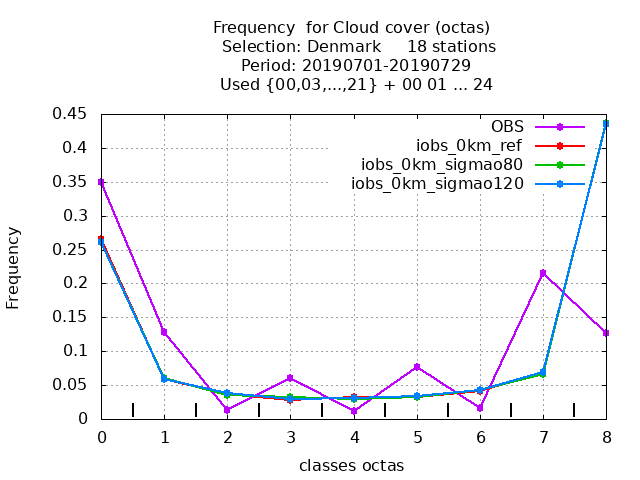 Frequency  for Cloud cover (octas)
Selection: Denmark     18 stations
Period: 20190701-20190729
Used {00,03,...,21} + 00 01 ... 24
OBS
iobs_0km_ref
iobs_0km_sigmao80
iobs_0km_sigmao120
Frequency
0.45
0.4
0.35
0.3
0.25
0.2
0.15
0.1
0.05
0
0 1 2 3 4 5 6 7 8
classes octas